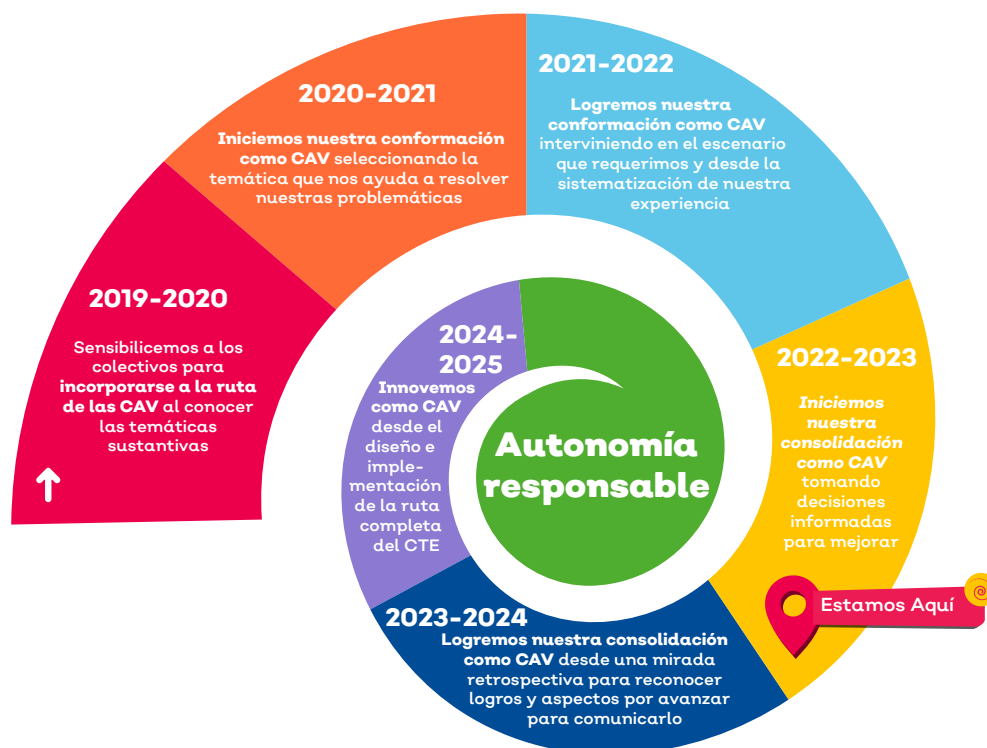 2019-2020
Sensibilicemos a los
colectivos para
incorporarse a la ruta
de las CAV al conocer
las temáticas
sustantivas
2020-2021
Iniciemos nuestra conformación
como CAV seleccionando la
temática que nos ayuda a resolver
nuestras problemáticas
2021-2022
Logremos nuestra
conformación como CAV
interviniendo en el escenario
que requerimos y desde la
sistematización de nuestra
experiencia
2022-2023
Iniciemos
nuestra
consolidación
como CAV
tomando
decisiones
informadas
para mejorar
Estamos Aquí
2023-2024
Logremos nuestra consolidación
como CAV desde una mirada
retrospectiva para reconocer
logros y aspectos por avanzar
para comunicarlo
2024-
2025
Innovemos
como CAV
desde el
diseño e
imple-
mentación
de la ruta
completa
del CTE
Autonomía
responsable